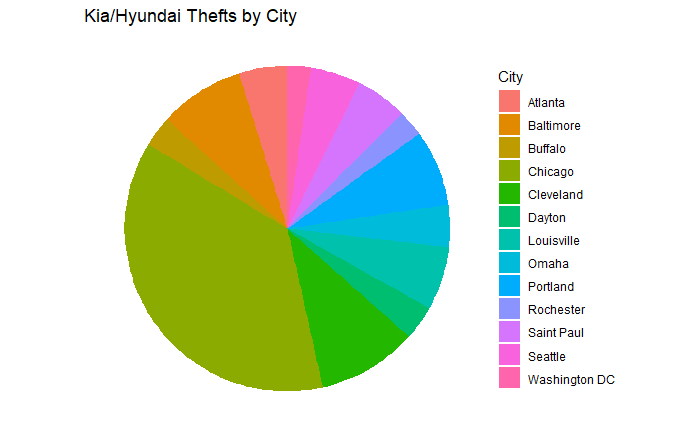 Kia/Hyundai Thefts by City
City
Atlanta
Baltimore
Buffalo
Chicago
Cleveland
Dayton
Louisville
Omaha
Portland
Rochester
Saint Paul
Seattle
Washington DC